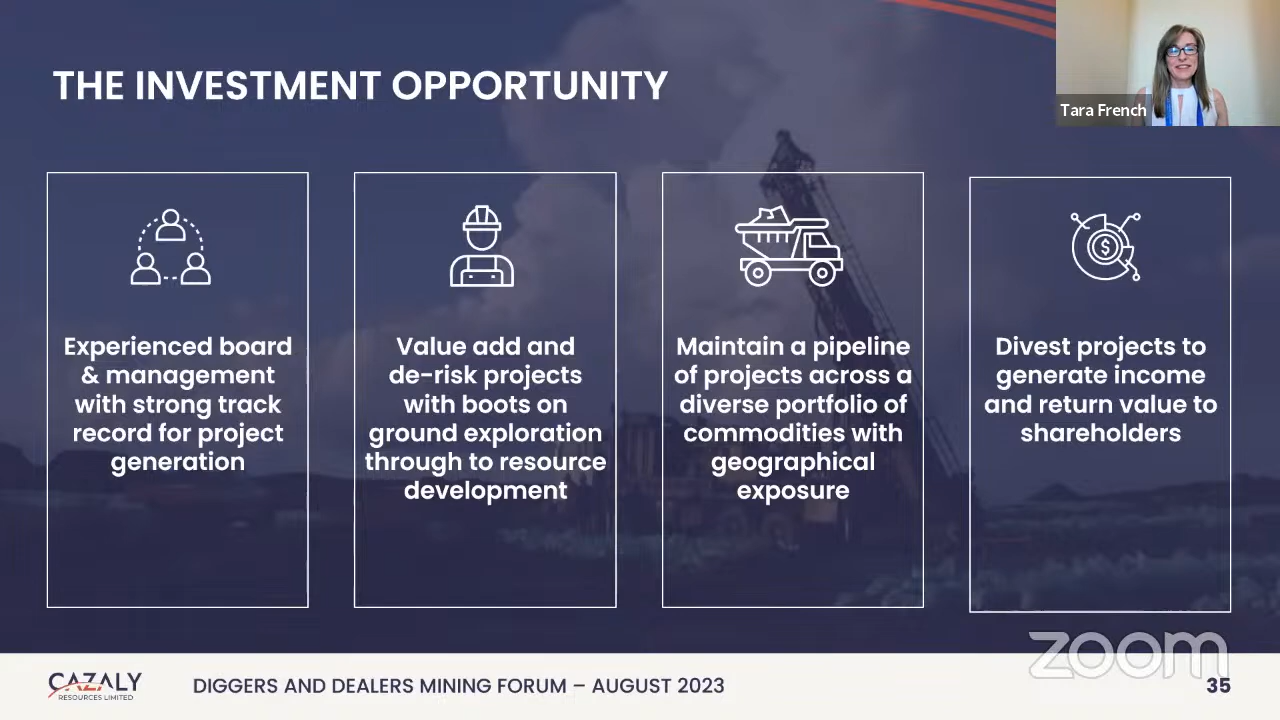 THE INVESTMENT OPPORTUNITY
Tara French
Experienced board
& management
with strong track
record for project
generation
Value add and
de-risk projects
with boots on
ground exploration
through to resource
development
Maintain a pipeline
of projects across a
diverse portfolio of
commodities with
geographical
exposure
$
Divest projects to
generate income
and return value to
shareholders
zoom
CAZALY
RESOURCES LIMITED
DIGGERS AND DEALERS MINING FORUM – AUGUST 2023
35